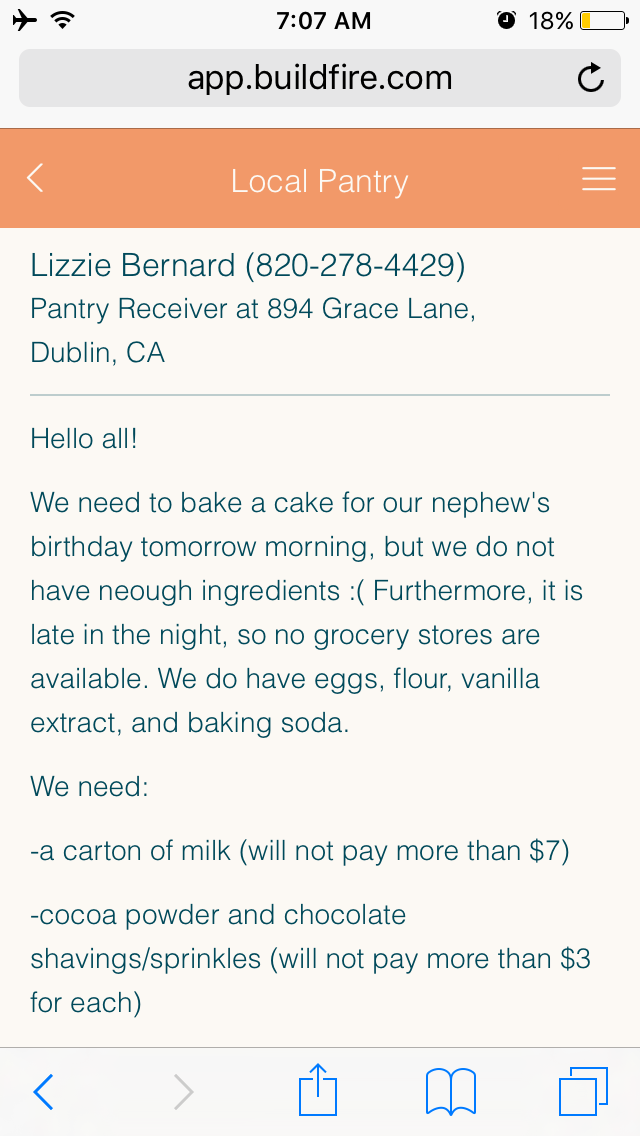 7:07 AM
18%
app.buildfire.com
Local Pantry
Lizzie Bernard (820-278-4429)
Pantry Receiver at 894 Grace Lane,
Dublin, CA
Hello all!
We need to bake a cake for our nephew's
birthday tomorrow morning, but we do not
have neough ingredients :( Furthermore, it is
late in the night, so no grocery stores are
available. We do have eggs, flour, vanilla
extract, and baking soda.
We need:
-a carton of milk (will not pay more than $7)
-cocoa powder and chocolate
shavings/sprinkles (will not pay more than $3
for each)